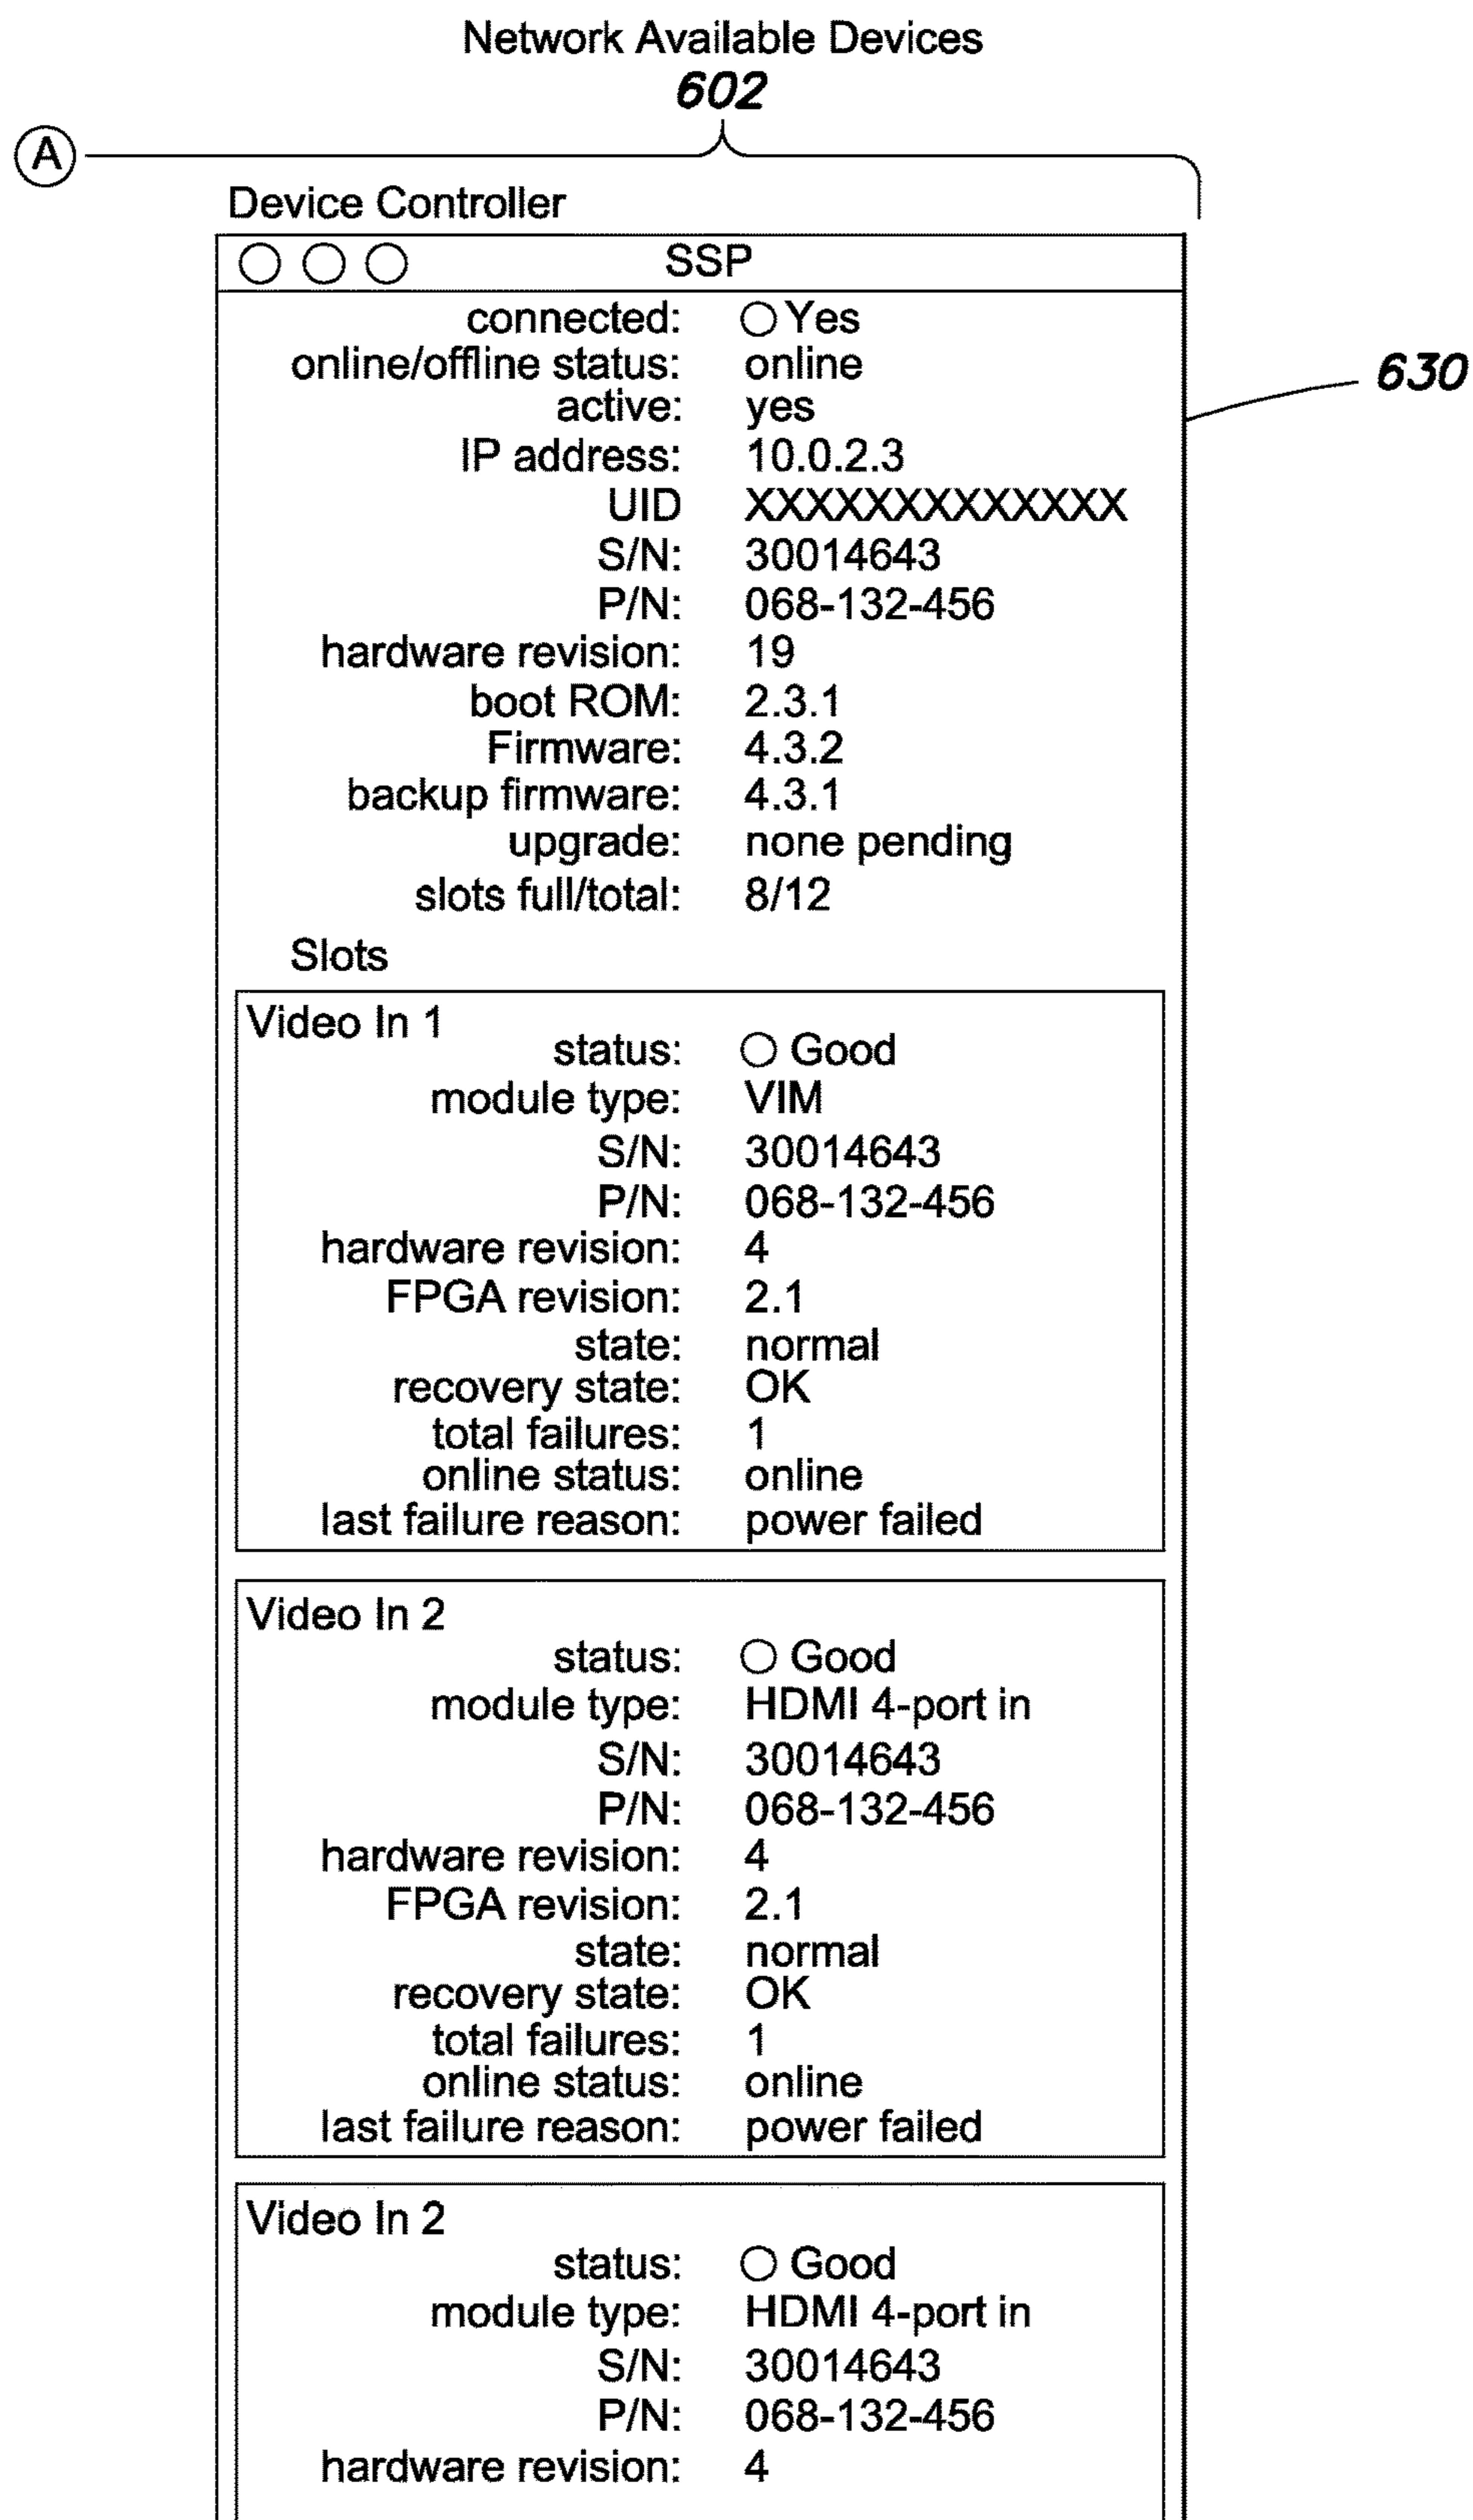 Network Available Devices
602
A
Device Controller
SSP
connected: Yes
online/offline status: online
active: yes
630
IP address: 10.0.2.3
UID XXXXXXXXXXXXX
S/N: 30014643
P/N: 068-132-456
hardware revision: 19
boot ROM: 2.3.1
Firmware: 4.3.2
backup firmware: 4.3.1
upgrade: none pending
slots full/total: 8/12
Slots
Video In 1
status: Good
module type: VIM
S/N: 30014643
P/N: 068-132-456
hardware revision: 4
FPGA revision: 2.1
state: normal
recovery state: OK
total failures: 1
online status: online
last failure reason: power failed
Video In 2
status: Good
module type: HDMI 4-port in
S/N: 30014643
P/N: 068-132-456
hardware revision: 4
FPGA revision: 2.1
state: normal
recovery state: OK
total failures: 1
online status: online
last failure reason: power failed
Video In 2
status: Good
module type: HDMI 4-port in
S/N: 30014643
P/N: 068-132-456
hardware revision: 4